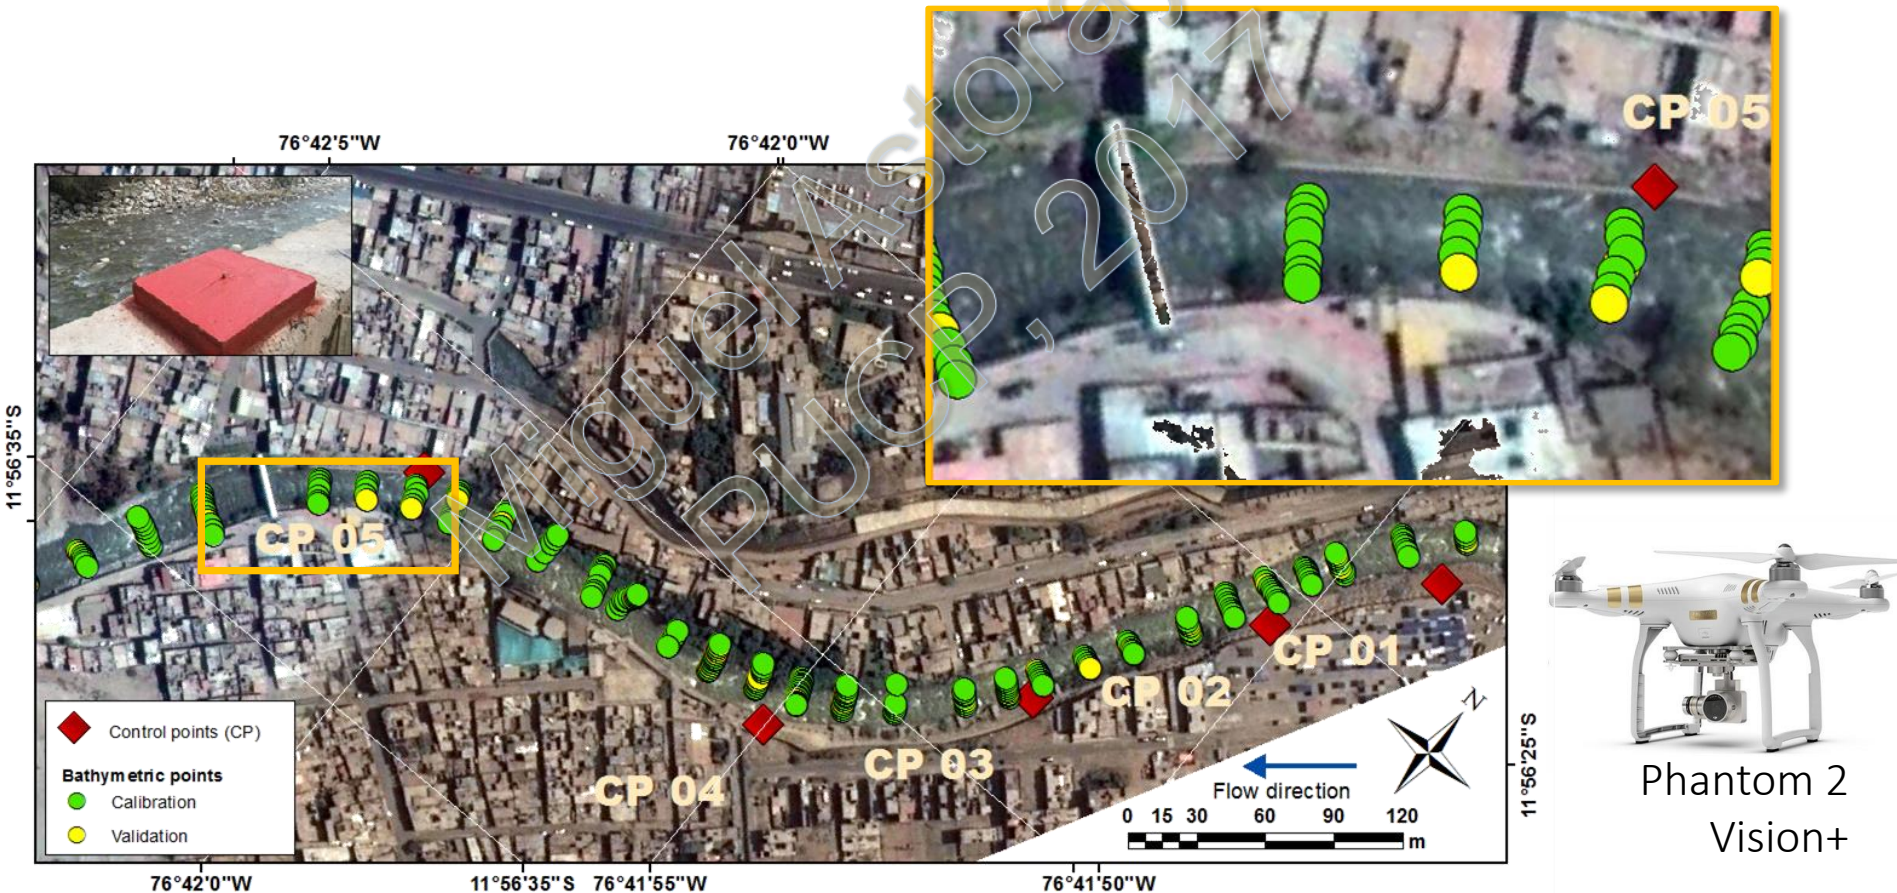 76°42'5"W
76°42'0"W
CP 05
11°56'35"S
CP 05
CP 01
CP 02
CP 03
CP 04
N
Flow direction
0 15 30 60 90 120
m
Control points (CP)
Bathymetric points
Calibration
Validation
11°56'25"S
76°42'0"W
11°56'35"S
76°41'55"W
76°41'50"W
Phantom 2
Vision+
Miguel Astoray
PUCP, 2017